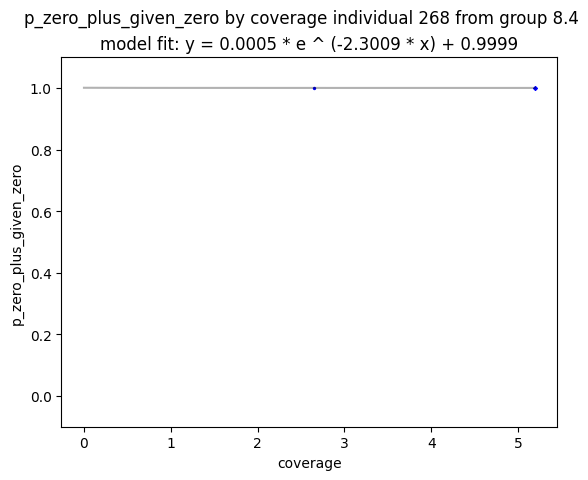 p_zero_plus_given_zero by coverage individual 268 from group 8.4
model fit: y = 0.0005 * e ^ (-2.3009 * x) + 0.9999
1.0
0.8
0.6
0.4
0.2
0.0
p_zero_plus_given_zero
0 1 2 3 4 5
coverage